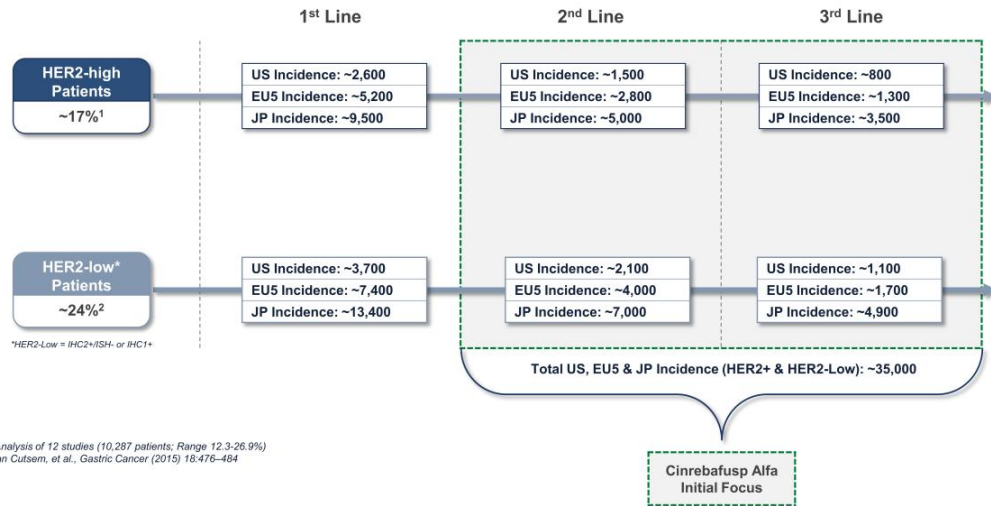 1st Line
2nd Line
3rd Line
HER2-high
Patients
~17%1
US Incidence: ~2,600
EU5 Incidence: ~5,200
JP Incidence: ~9,500
US Incidence: ~1,500
EU5 Incidence: ~2,800
JP Incidence: ~5,000
US Incidence: ~800
EU5 Incidence: ~1,300
JP Incidence: ~3,500
HER2-low*
Patients
~24%2
*HER2-Low = IHC2+/ISH- or IHC1+
US Incidence: ~3,700
EU5 Incidence: ~7,400
JP Incidence: ~13,400
US Incidence: ~2,100
EU5 Incidence: ~4,000
JP Incidence: ~7,000
US Incidence: ~1,100
EU5 Incidence: ~1,700
JP Incidence: ~4,900
Total US, EU5 & JP Incidence (HER2+ & HER2-Low): ~35,000
of 12 studies (10,287 patients; Range 12.3-26.9%)
Cutsem, et al., Gastric Cancer (2015) 18:476–484
Cinrebafusp Alfa
Initial Focus